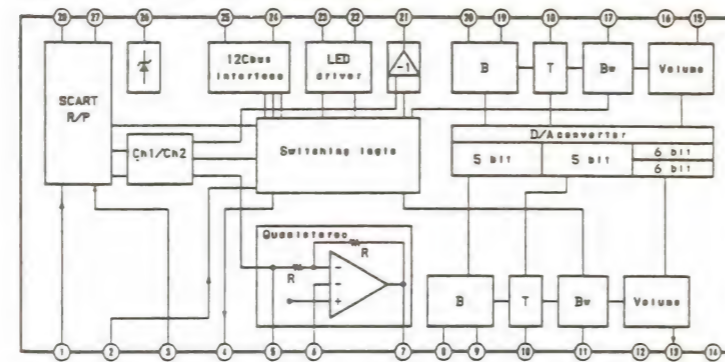 28 27 26 25 24 23 22 21 20 19 18 17 16 15
SCART
R/P
I2Cbus
interface
LED
driver
-1
B
T
Bw
Volume
Ch1/Ch2
Switching logic
D/A converter
5 bit
5 bit
6 bit
6 bit
Quasistereo
R
R
-
-
+
B
T
Bw
Volume
1 2 3 4 5 6 7 8 9 10 11 12 13 14